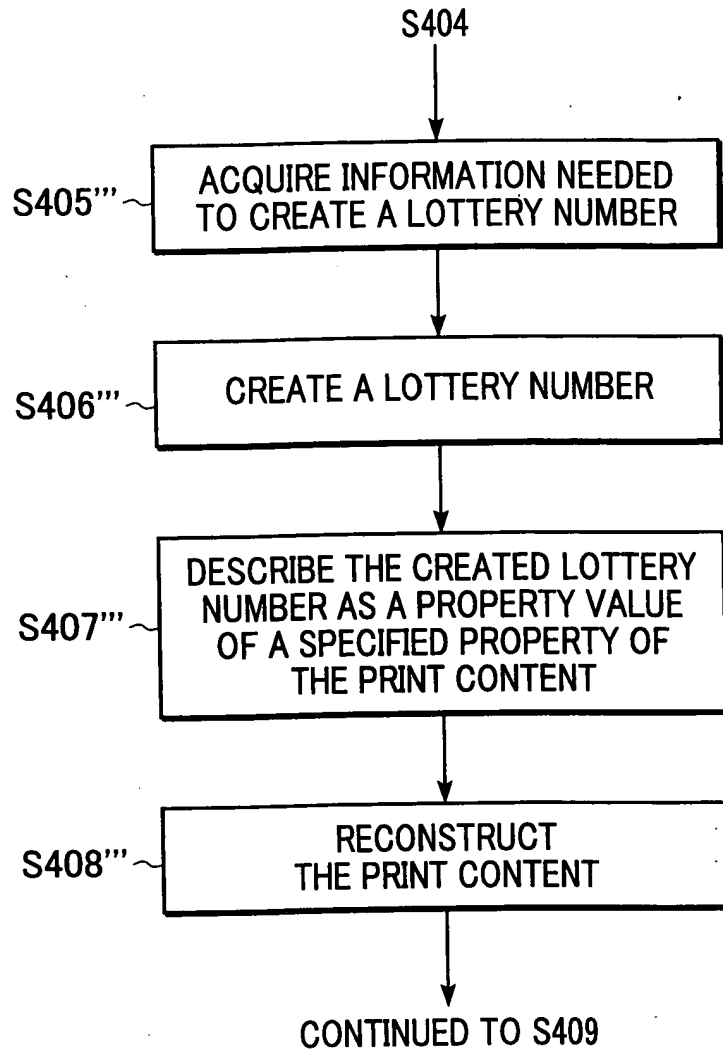 S404
S405''' ACQUIRE INFORMATION NEEDED
TO CREATE A LOTTERY NUMBER
S406''' CREATE A LOTTERY NUMBER
DESCRIBE THE CREATED LOTTERY
NUMBER AS A PROPERTY VALUE
S407''' OF A SPECIFIED PROPERTY OF
THE PRINT CONTENT
S408''' RECONSTRUCT
THE PRINT CONTENT
CONTINUED TO S409